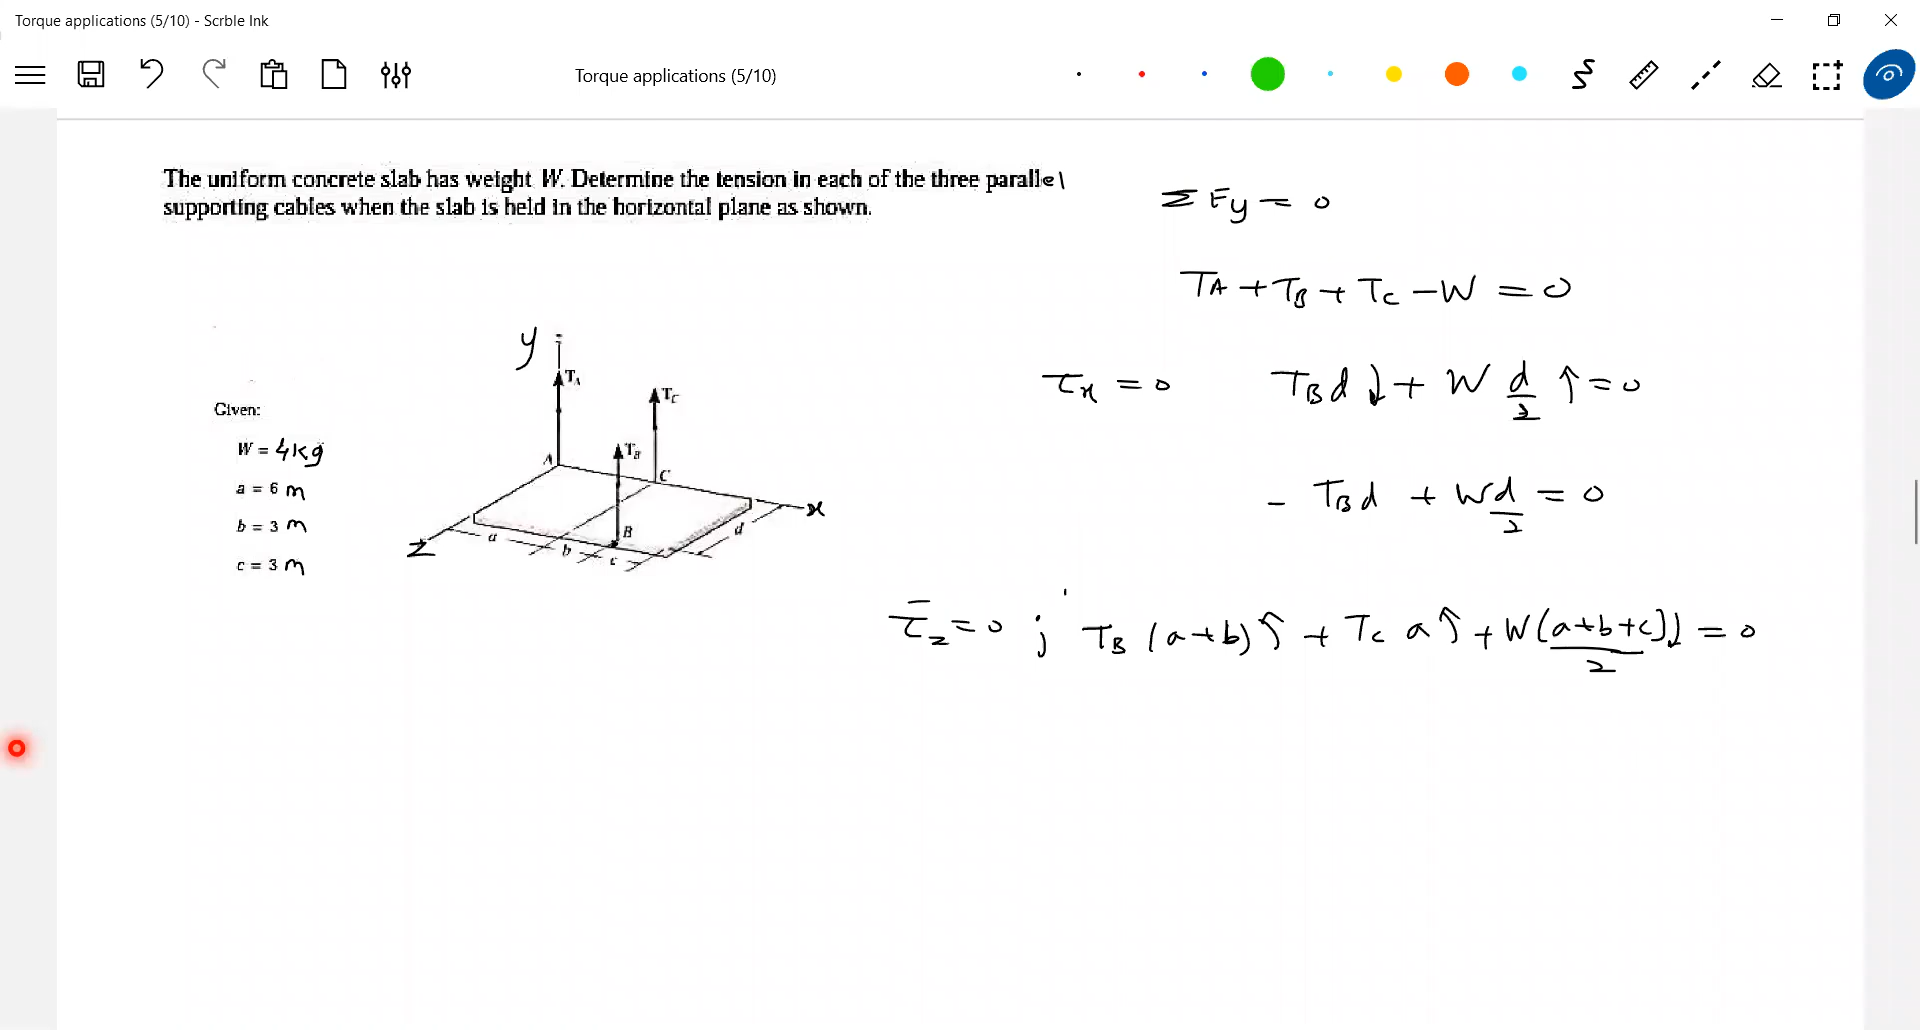 Torque applications (5/10) - Scrble Ink
Torque applications (5/10)
The uniform concrete slab has weight W. Determine the tension in each of the three parallel
supporting cables when the slab is held in the horizontal plane as shown.
Σ Fy = 0
TA + TB + TC - W = 0
τx = 0 TB d ↓ + W d/2 ↑ = 0
- TB d + W d/2 = 0
τz = 0 ; TB (a+b) ↑ + TC a ↑ + W (a+b+c)/2 ↓ = 0
Given:
W = 4kg
a = 6 m
b = 3 m
c = 3 m
y
TA
TC
TB
A
C
B
x
z
a
b
c
d